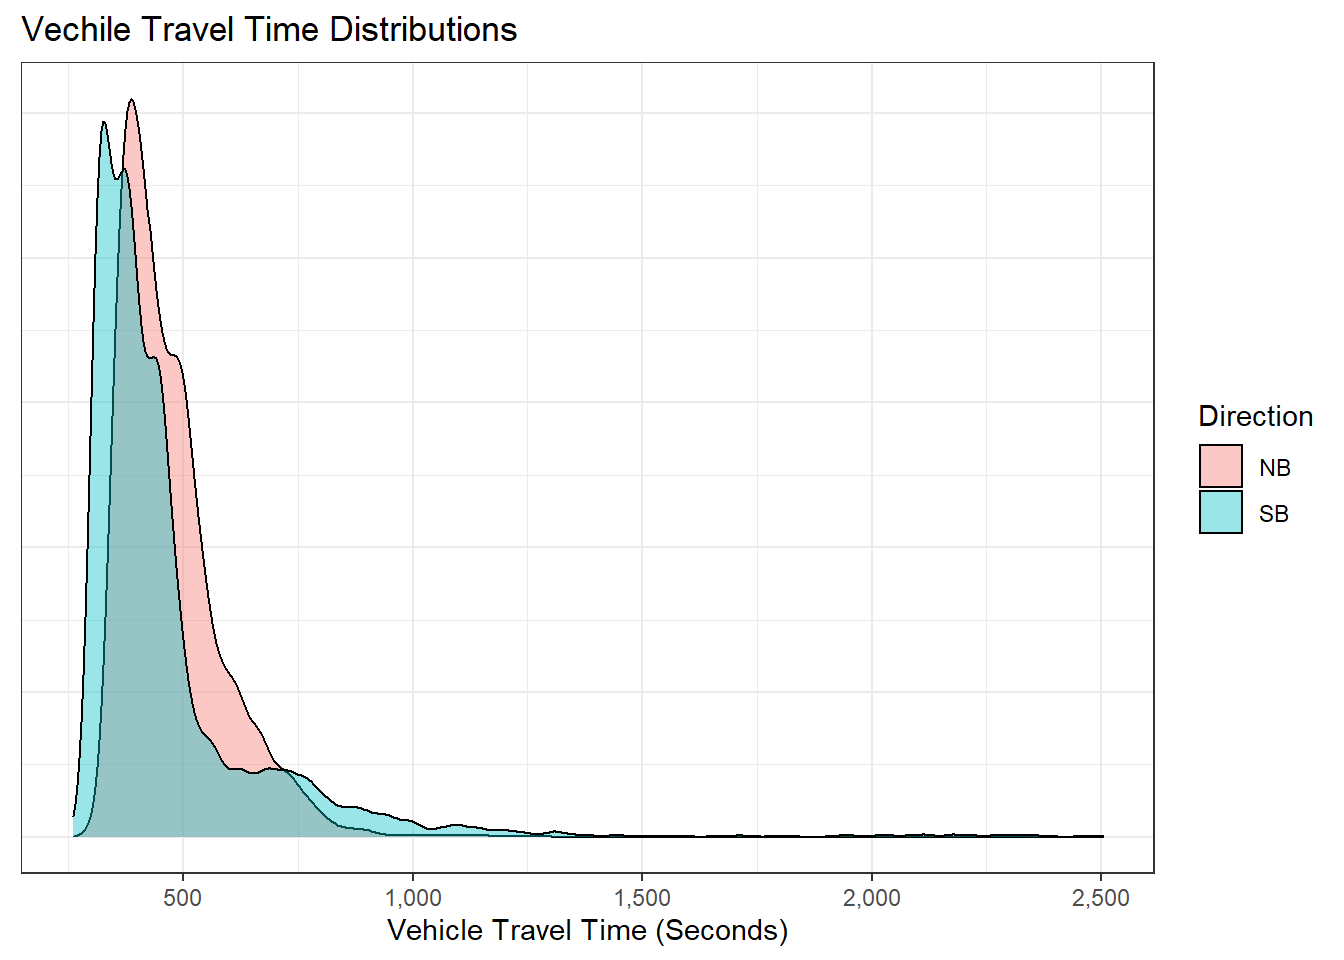 Vechile Travel Time Distributions
Direction
NB
SB
500
1,000
1,500
2,000
2,500
Vehicle Travel Time (Seconds)